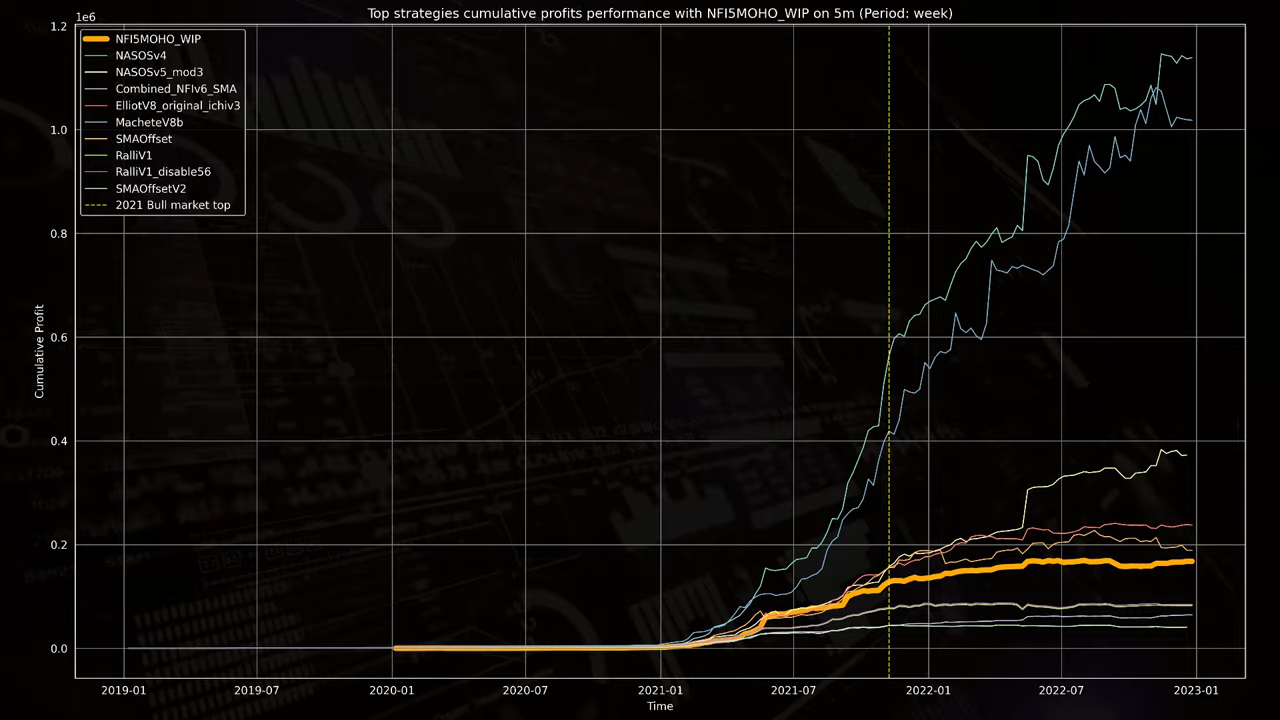 Top strategies cumulative profits performance with NFI5MOHO_WIP on 5m (Period: week)
1e6
NFI5MOHO_WIP
NASOSv4
NASOSv5_mod3
Combined_NFIv6_SMA
ElliotV8_original_ichiv3
MacheteV8b
SMAOffset
RalliV1
RalliV1_disable56
SMAOffsetV2
2021 Bull market top
1.2
1.0
0.8
0.6
0.4
0.2
0.0
Cumulative Profit
2019-01
2019-07
2020-01
2020-07
2021-01
2021-07
2022-01
2022-07
2023-01
Time